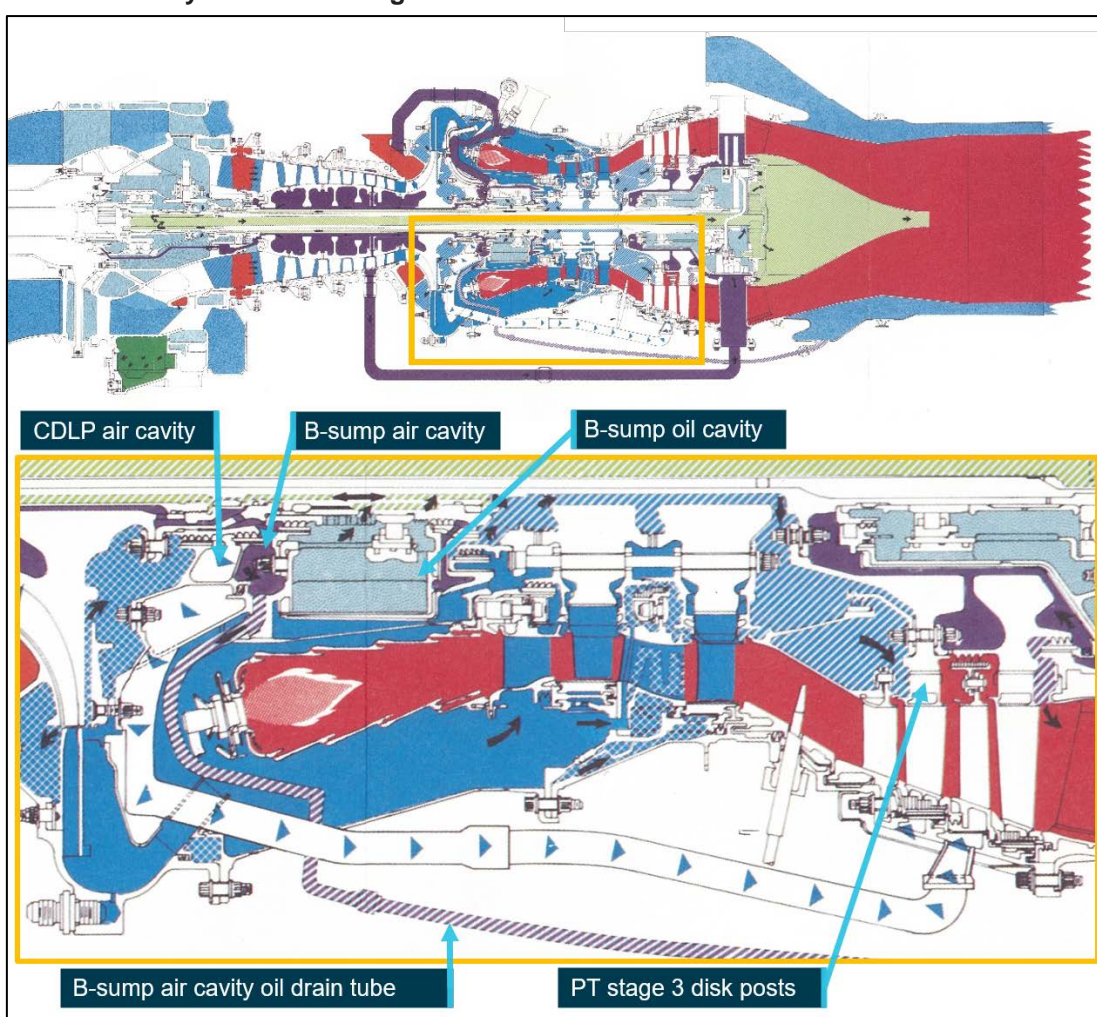 CDLP air cavity
B-sump air cavity
B-sump oil cavity
B-sump air cavity oil drain tube
PT stage 3 disk posts